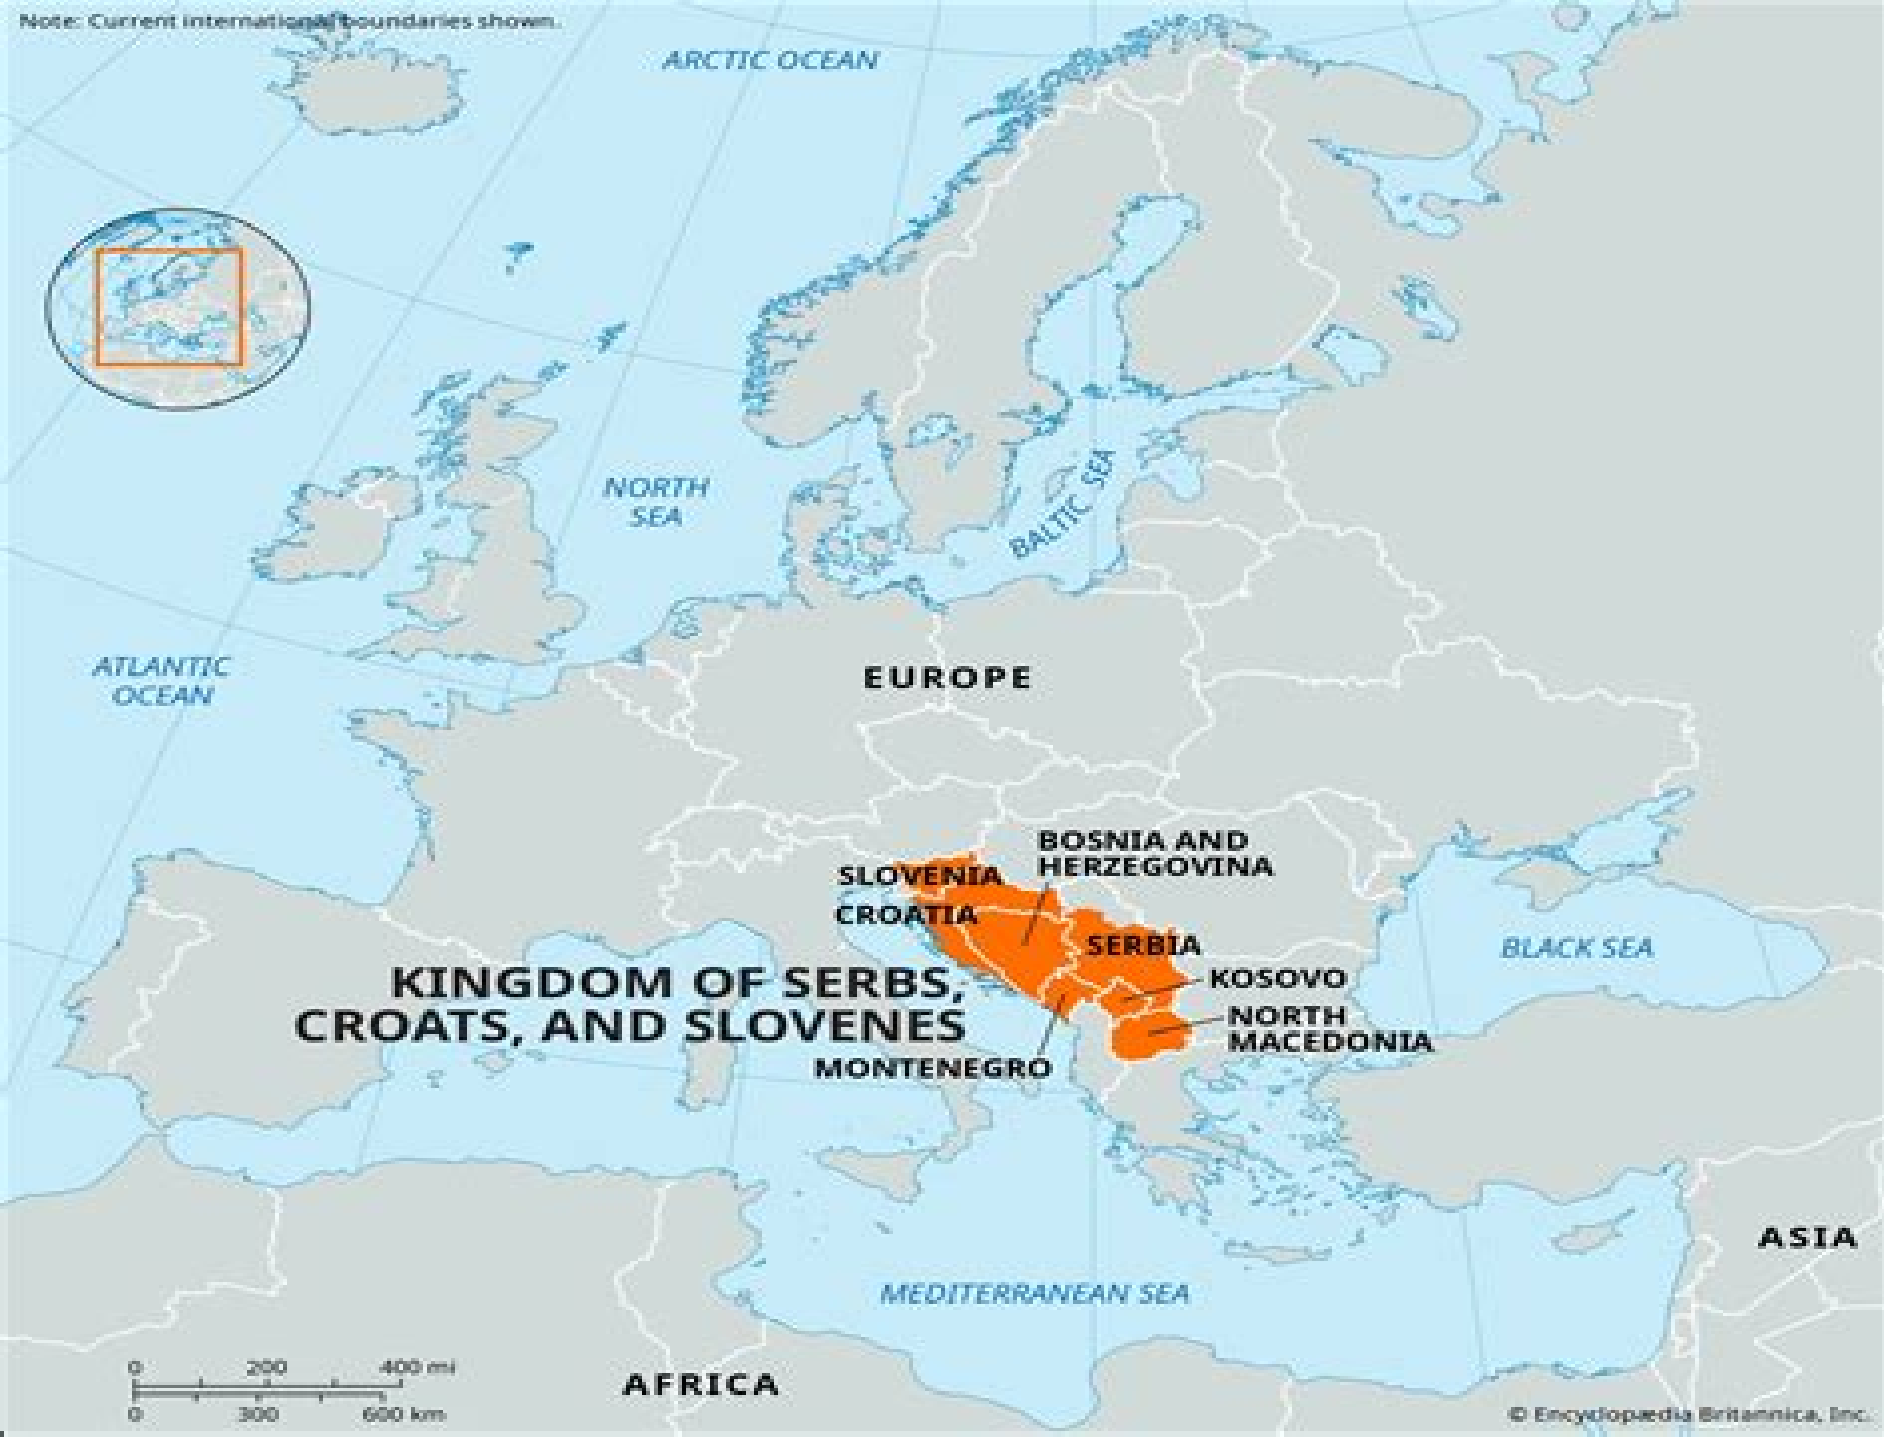 Note: Current international boundaries shown.
ARCTIC OCEAN
NORTH
SEA
BALTIC SEA
ATLANTIC
OCEAN
EUROPE
BOSNIA AND
HERZEGOVINA
SLOVENIA
CROATIA
SERBIA
BLACK SEA
KINGDOM OF SERBS,
CROATS, AND SLOVENES
KOSOVO
NORTH
MACEDONIA
MONTENEGRO
ASIA
MEDITERRANEAN SEA
0 200 400 mi
0 300 600 km
AFRICA
© Encyclopædia Britannica, Inc.